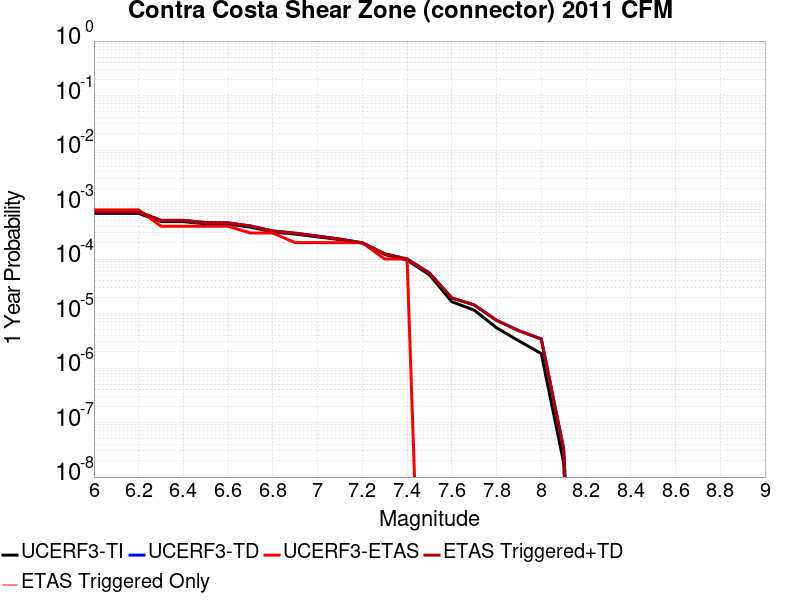 Contra Costa Shear Zone (connector) 2011 CFM
10^0
10^-1
10^-2
10^-3
10^-4
10^-5
10^-6
10^-7
10^-8
1 Year Probability
6 6.2 6.4 6.6 6.8 7 7.2 7.4 7.6 7.8 8 8.2 8.4 8.6 8.8 9
Magnitude
UCERF3-TI UCERF3-TD UCERF3-ETAS ETAS Triggered+TD
ETAS Triggered Only